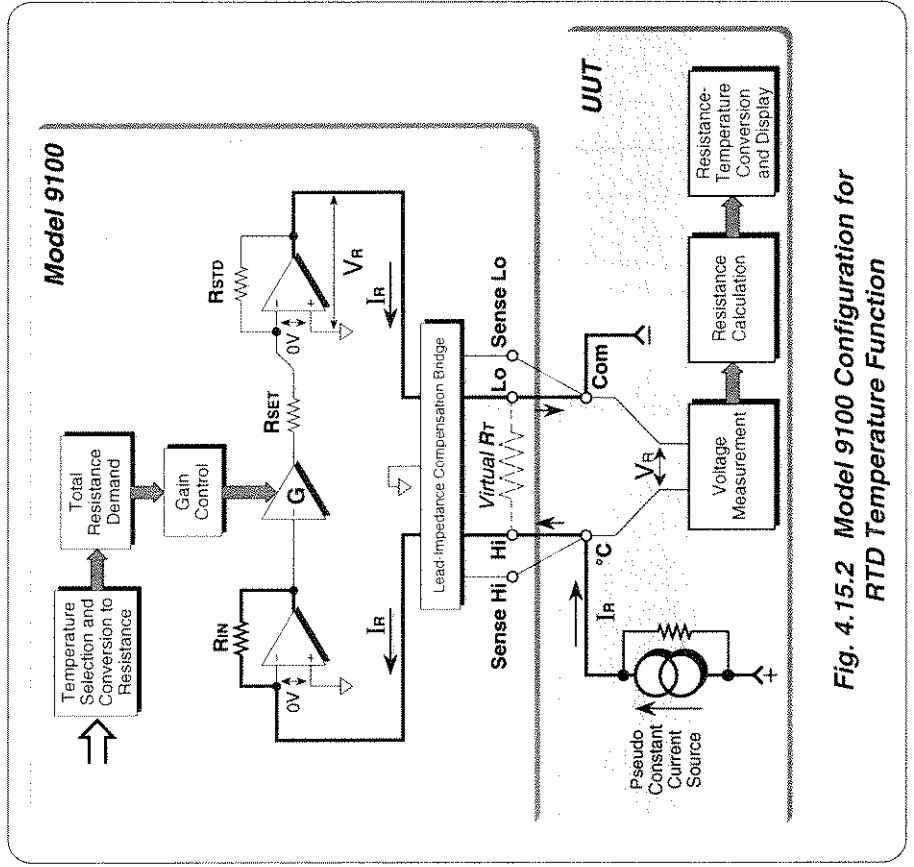 Model 9100
Temperature
Selection and
Conversion to
Resistance
Total
Resistance
Demand
Gain
Control
RIN
0V
−
+
G
RSET
RSTD
0V
−
+
VR
IR
IR
Lead-Impedance Compensation Bridge
Sense Hi
Hi
Virtual RT
Lo
Sense Lo
UUT
°C
Com
IR
VR
Pseudo
Constant
Current
Source
+
−
Voltage
Measurement
Resistance
Calculation
Resistance-
Temperature
Conversion
and Display
Fig. 4.15.2 Model 9100 Configuration for
RTD Temperature Function